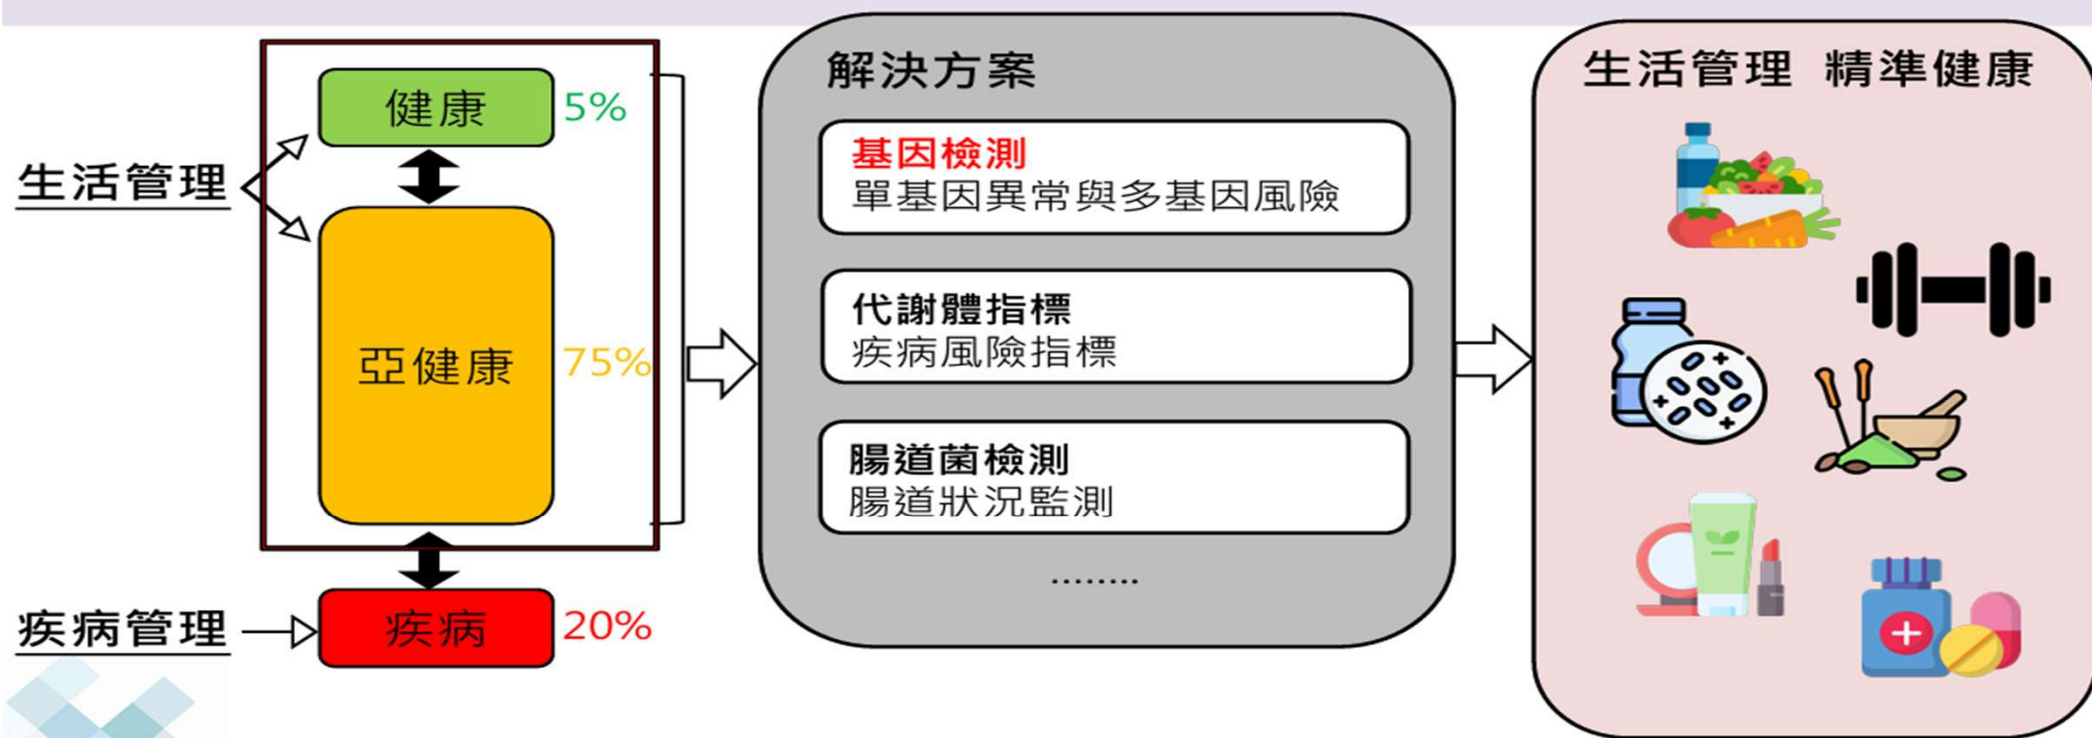 生活管理
健康 5%
亞健康 75%
疾病管理
疾病 20%
解決方案
基因檢測
單基因異常與多基因風險
代謝體指標
疾病風險指標
腸道菌檢測
腸道狀況監測
........
生活管理 精準健康